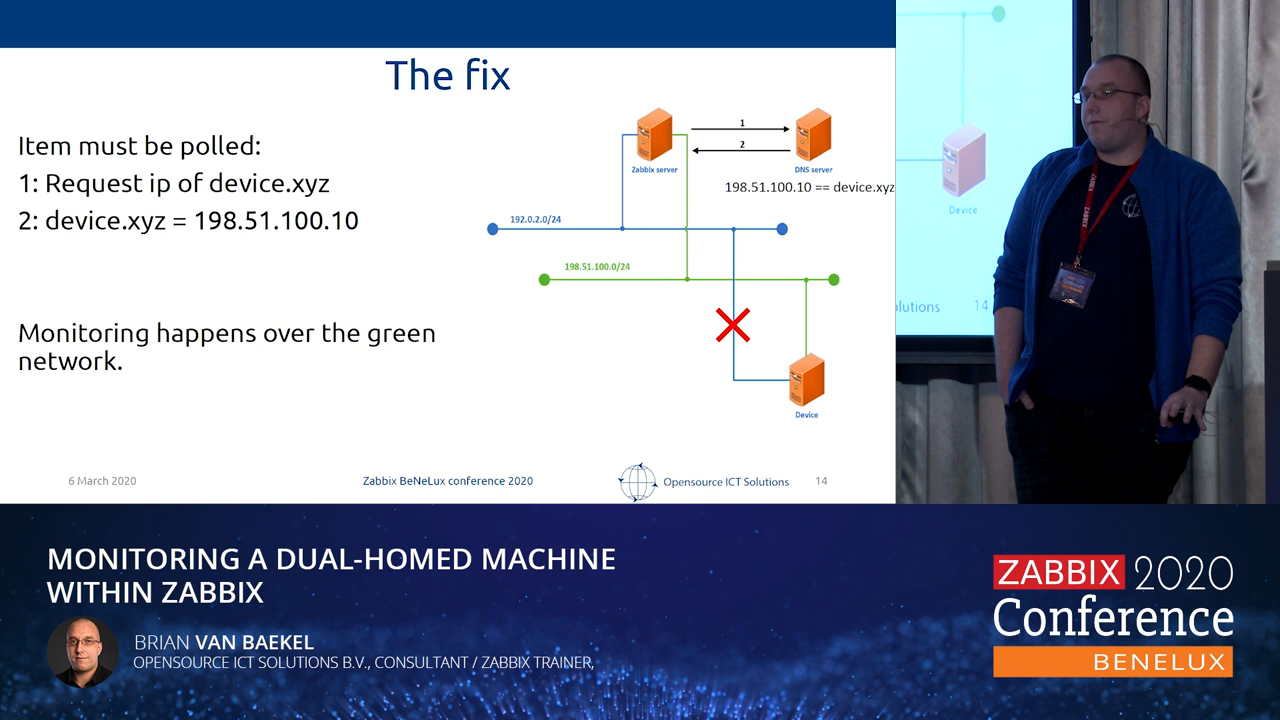 The fix
Item must be polled:
1: Request ip of device.xyz
2: device.xyz = 198.51.100.10
Monitoring happens over the green
network.
1
2
Zabbix server
DNS server
198.51.100.10 == device.xyz
192.0.2.0/24
198.51.100.0/24
Device
6 March 2020
Zabbix BeNeLux conference 2020
Opensource ICT Solutions
14
Device
lutions
14
ZABBIX
MONITORING A DUAL-HOMED MACHINE
WITHIN ZABBIX
BRIAN VAN BAEKEL
OPENSOURCE ICT SOLUTIONS B.V., CONSULTANT / ZABBIX TRAINER,
ZABBIX 2020
Conference
BENELUX